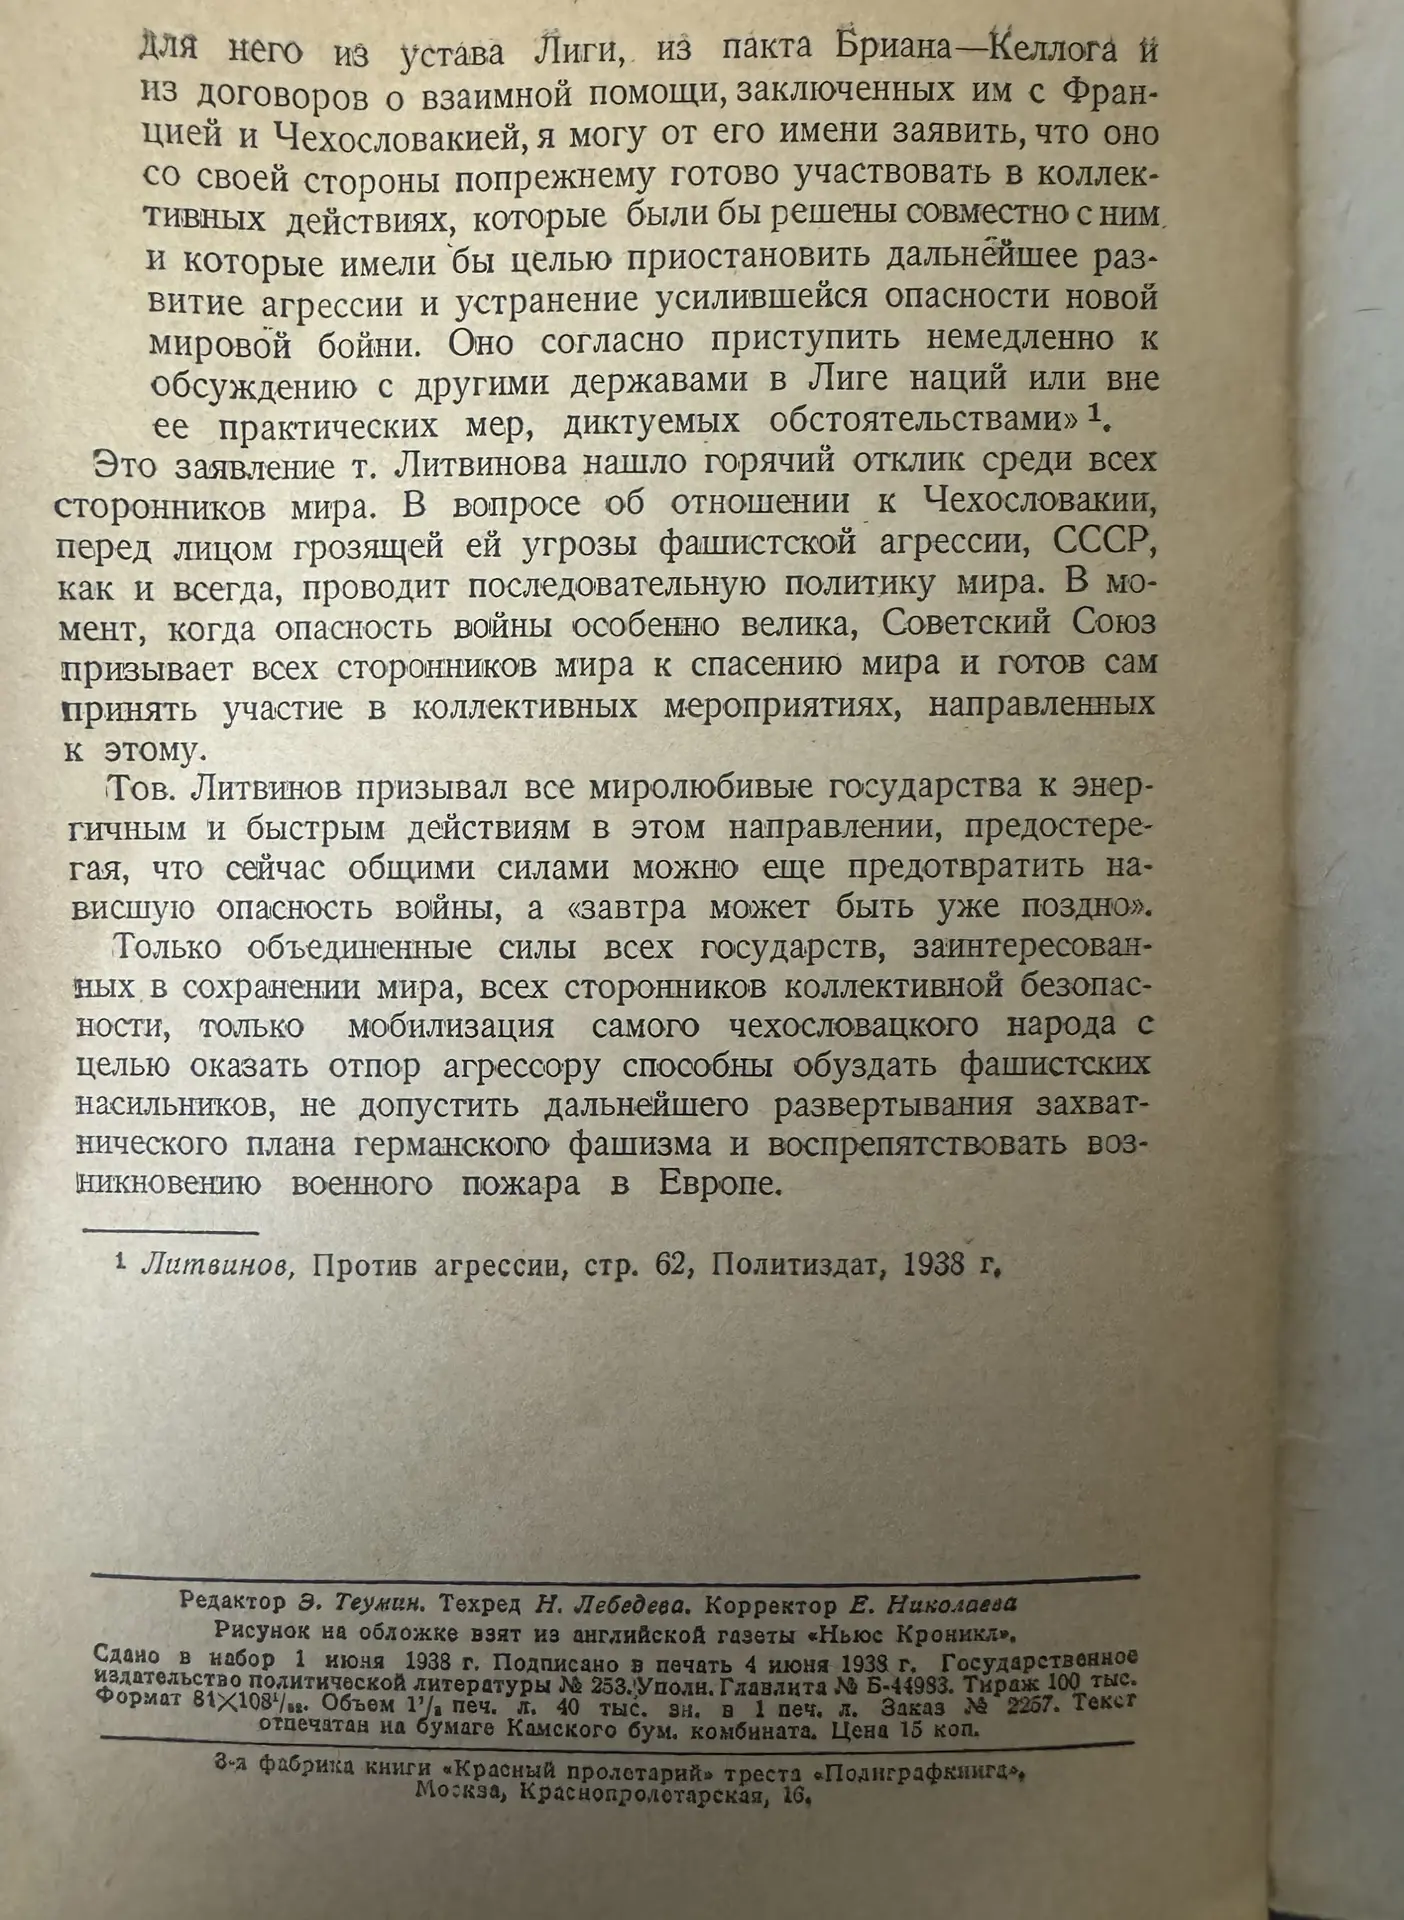 для него из устава Лиги, из пакта Бриана—Келлога и
из договоров о взаимной помощи, заключенных им с Фран-
цией и Чехословакией, я могу от его имени заявить, что оно
со своей стороны попрежнему готово участвовать в коллек-
тивных действиях, которые были бы решены совместно с ним
и которые имели бы целью приостановить дальнейшее раз-
витие агрессии и устранение усилившейся опасности новой
мировой бойни. Оно согласно приступить немедленно к
обсуждению с другими державами в Лиге наций или вне
ее практических мер, диктуемых обстоятельствами» ¹.
Это заявление т. Литвинова нашло горячий отклик среди всех
сторонников мира. В вопросе об отношении к Чехословакии,
перед лицом грозящей ей угрозы фашистской агрессии, СССР,
как и всегда, проводит последовательную политику мира. В мо-
мент, когда опасность войны особенно велика, Советский Союз
призывает всех сторонников мира к спасению мира и готов сам
принять участие в коллективных мероприятиях, направленных
к этому.
Тов. Литвинов призывал все миролюбивые государства к энер-
гичным и быстрым действиям в этом направлении, предостере-
гая, что сейчас общими силами можно еще предотвратить на-
висшую опасность войны, а «завтра может быть уже поздно».
Только объединенные силы всех государств, заинтересован-
ных в сохранении мира, всех сторонников коллективной безопас-
ности, только мобилизация самого чехословацкого народа с
целью оказать отпор агрессору способны обуздать фашистских
насильников, не допустить дальнейшего развертывания захват-
нического плана германского фашизма и воспрепятствовать воз-
никновению военного пожара в Европе.
¹ Литвинов, Против агрессии, стр. 62, Политиздат, 1938 г.
Редактор Э. Теумин. Техред Н. Лебедева. Корректор Е. Николаева
Рисунок на обложке взят из английской газеты «Ньюс Кроникл».
Сдано в набор 1 июня 1938 г. Подписано в печать 4 июня 1938 г. Государственное
издательство политической литературы № 253. Уполн. Главлита № Б-44983. Тираж 100 тыс.
Формат 81×108¹/₃₂. Объем 1⁷/₈ печ. л. 40 тыс. зн. в 1 печ. л. Заказ № 2257. Текст
отпечатан на бумаге Камского бум. комбината. Цена 15 коп.
3-я фабрика книги «Красный пролетарий» треста «Полиграфкнига».
Москва, Краснопролетарская, 16.